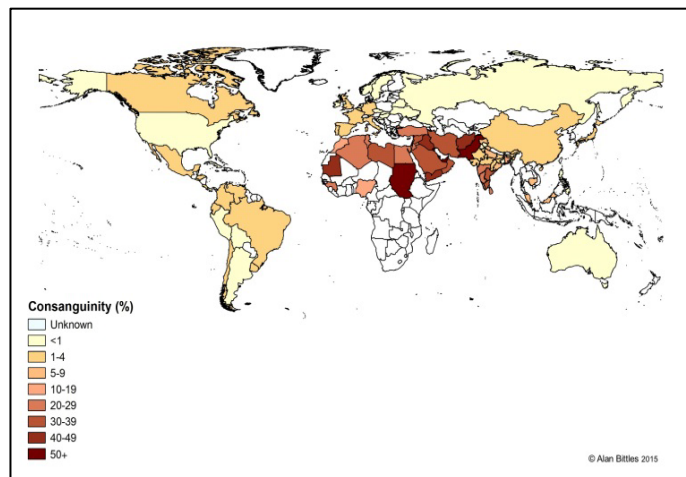 Consanguinity (%)
Unknown
<1
1-4
5-9
10-19
20-29
30-39
40-49
50+
© Alan Bittles 2015